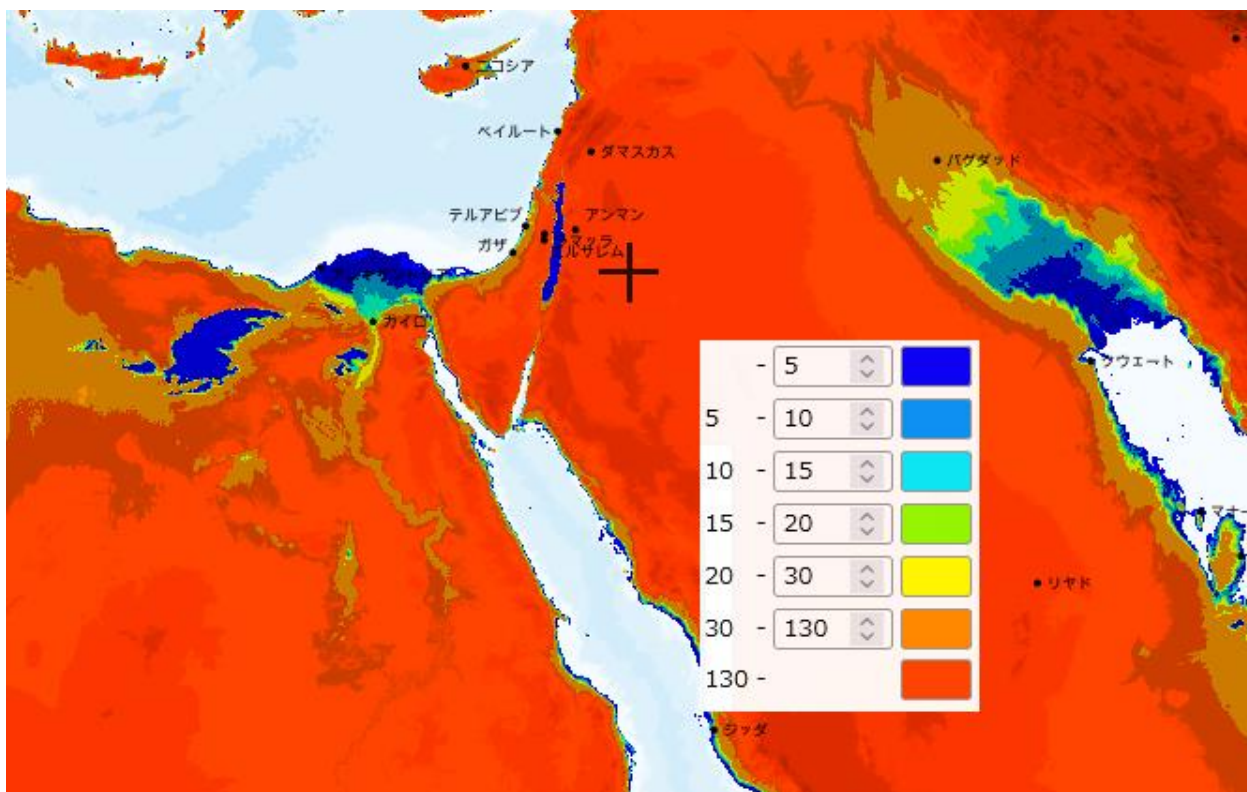 ニコシア
ベイルート
ダマスカス
バグダッド
テルアビブ
アンマン
ガザ
カイロ
クウェート
- 5
5 - 10
10 - 15
15 - 20
20 - 30
30 - 130
130 -
リヤド
ジッダ